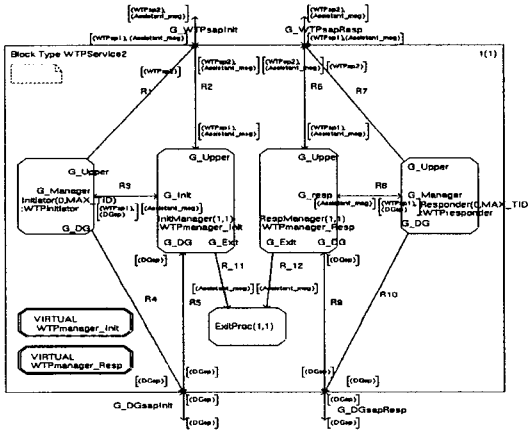 [(WTPsp2),
(Assistant_msg)]
[(WTPsp2),
(Assistant_msg)]
G_WTPsapInit
G_WTPsapResp
[(WTPsp1),(Assistant_msg)]
[(WTPsp1),(Assistant_msg)]
Block Type WTPService2
1(1)
[(WTPsp2)]
[(WTPsp2),
(Assistant_msg)]
[(WTPsp2),
(Assistant_msg)]
[(WTPsp2)]
R1
R2
R6
R7
[(WTPsp1),
(Assistant_msg)]
[(WTPsp1),
(Assistant_msg)]
G_Upper
G_Upper
G_Upper
G_Upper
G_Manager
Initiator(0,MAX_TID)
:WTPinitiator
G_DG
R3
[(WTPsp1),
(DGsp)]
[(Assistant_msg)]
G_Init
InitManager(1,1)
:WTPmanager_Init
G_DG
G_Exit
G_resp
RespManager(1,1)
:WTPmanager_Resp
G_Exit
G_DG
R8
[(Assistant_msg)]
[(WTPsp1),
(DGsp)]
G_Manager
Responder(0,MAX_TID)
:WTPresponder
G_DG
[(DGsp)]
R_11
R_12
[(DGsp)]
[(Assistant_msg)]
[(Assistant_msg)]
R4
R5
R9
R10
ExitProc(1,1)
VIRTUAL
WTPmanager_Init
VIRTUAL
WTPmanager_Resp
[(DGsp)]
[(DGsp)]
[(DGsp)]
[(DGsp)]
G_DGsapInit
[(DGsp)]
[(DGsp)]
G_DGsapResp
[(DGsp)]
[(DGsp)]